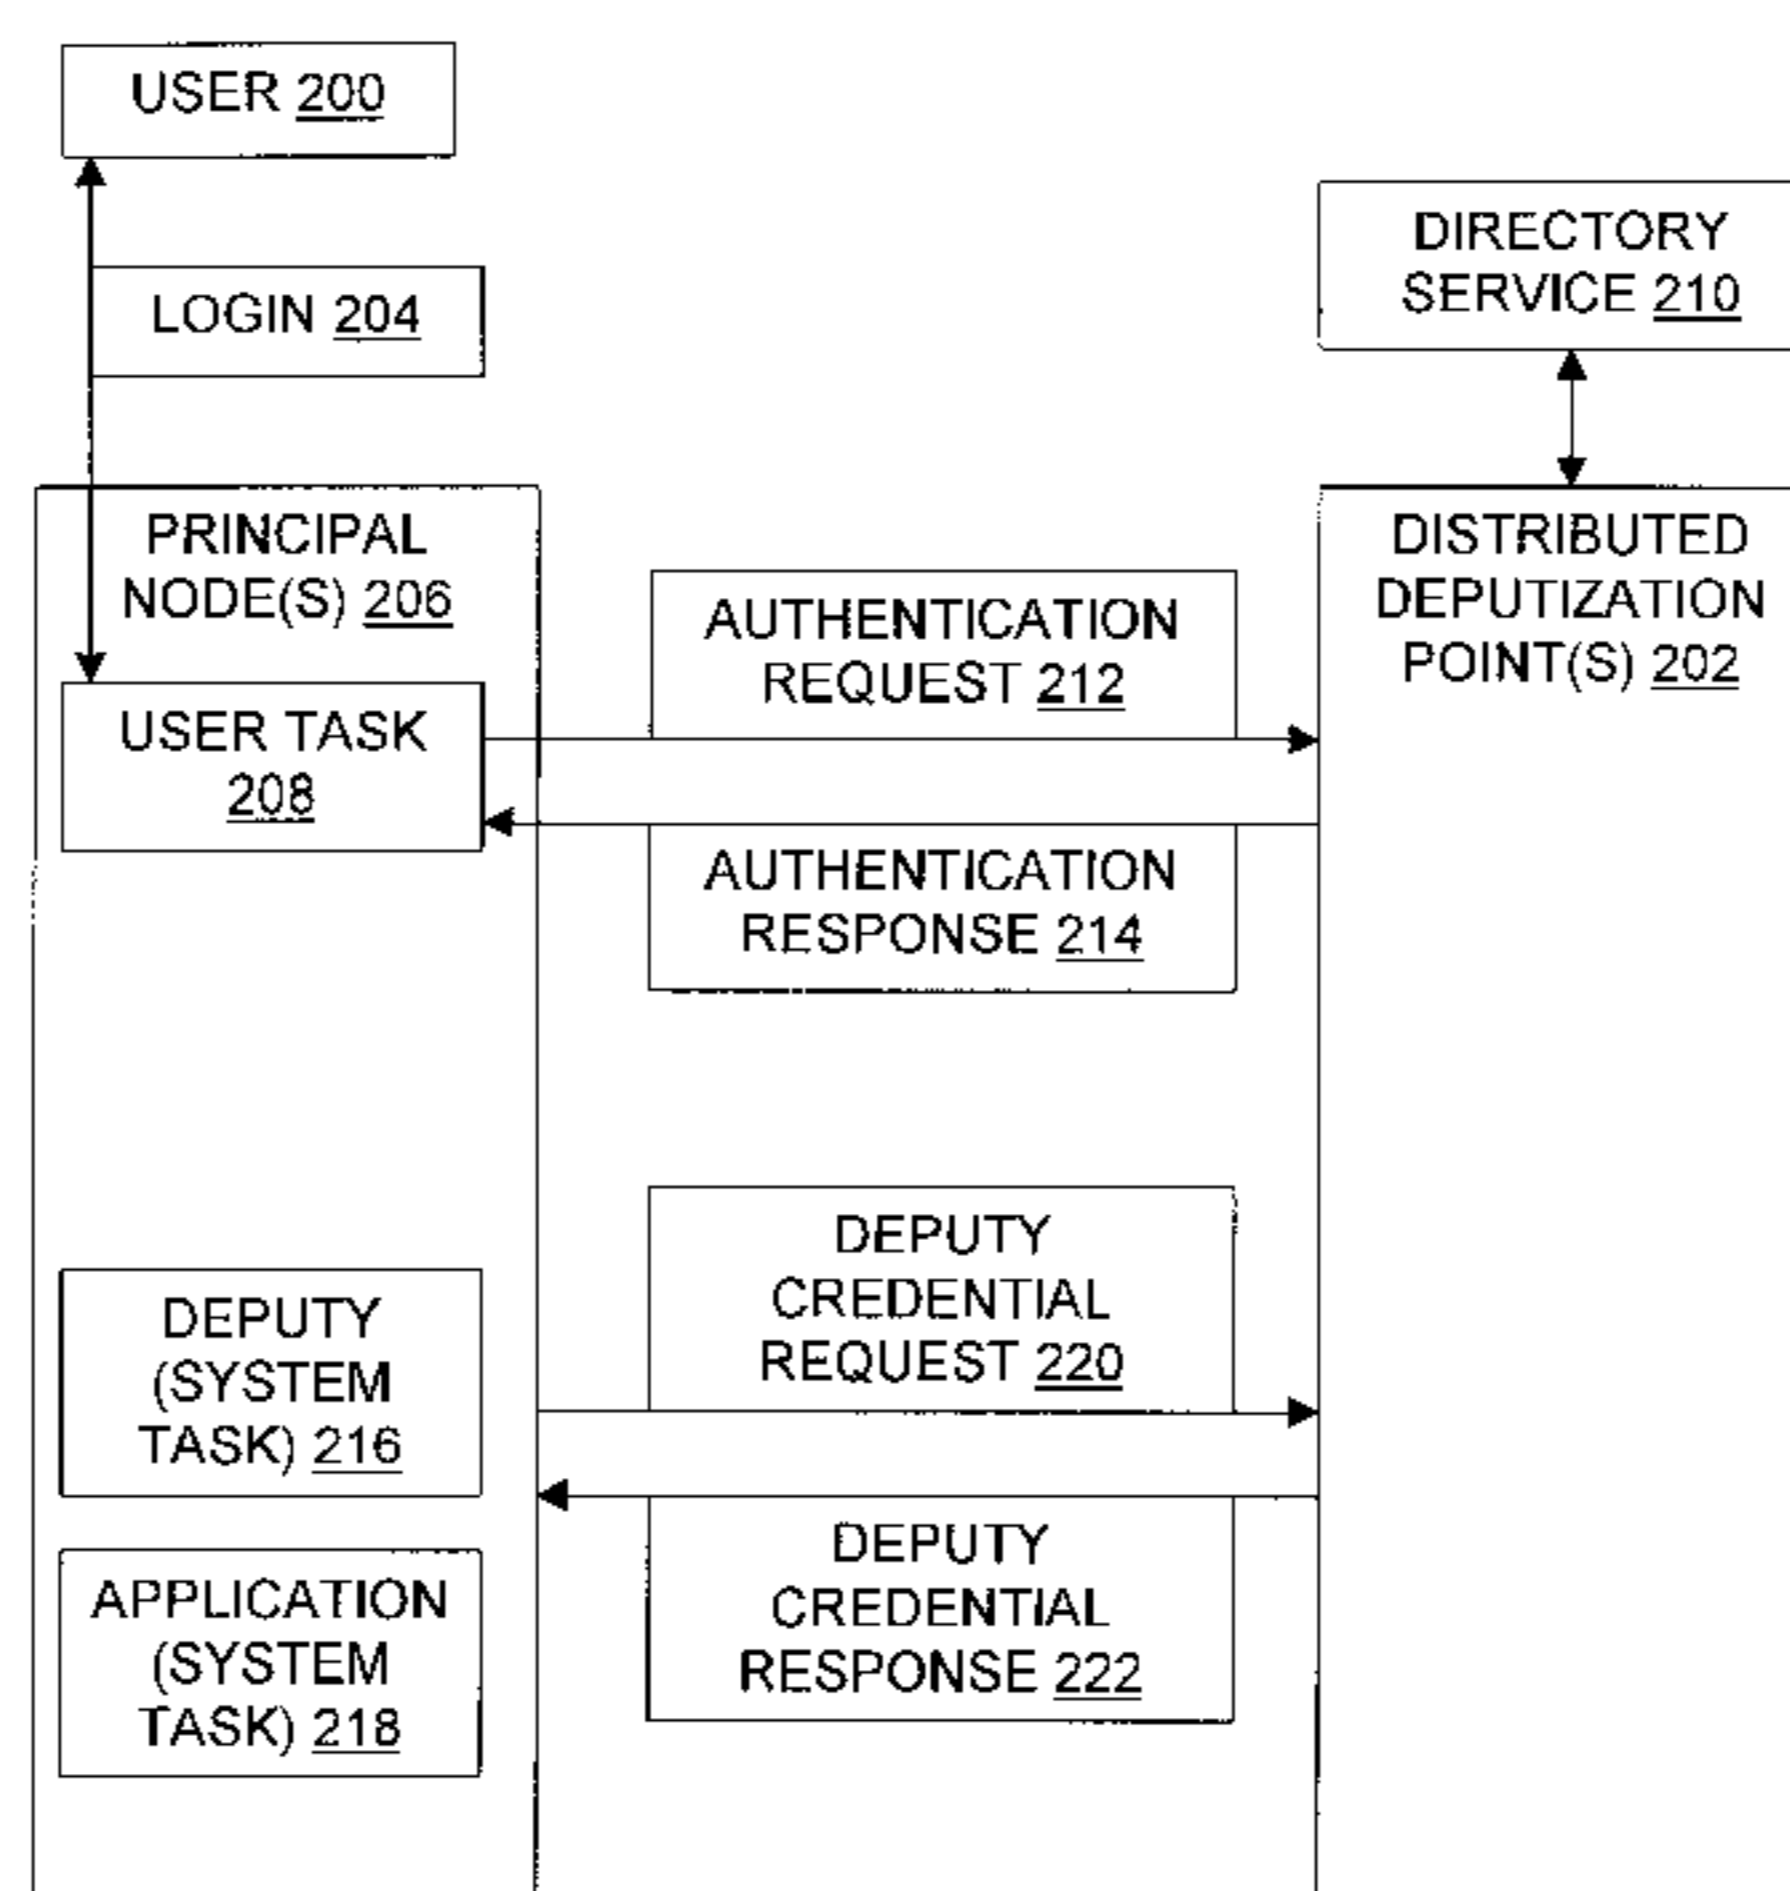 USER 200
LOGIN 204
DIRECTORY
SERVICE 210
PRINCIPAL
NODE(S) 206
USER TASK
208
AUTHENTICATION
REQUEST 212
AUTHENTICATION
RESPONSE 214
DISTRIBUTED
DEPUTIZATION
POINT(S) 202
DEPUTY
(SYSTEM
TASK) 216
APPLICATION
(SYSTEM
TASK) 218
DEPUTY
CREDENTIAL
REQUEST 220
DEPUTY
CREDENTIAL
RESPONSE 222